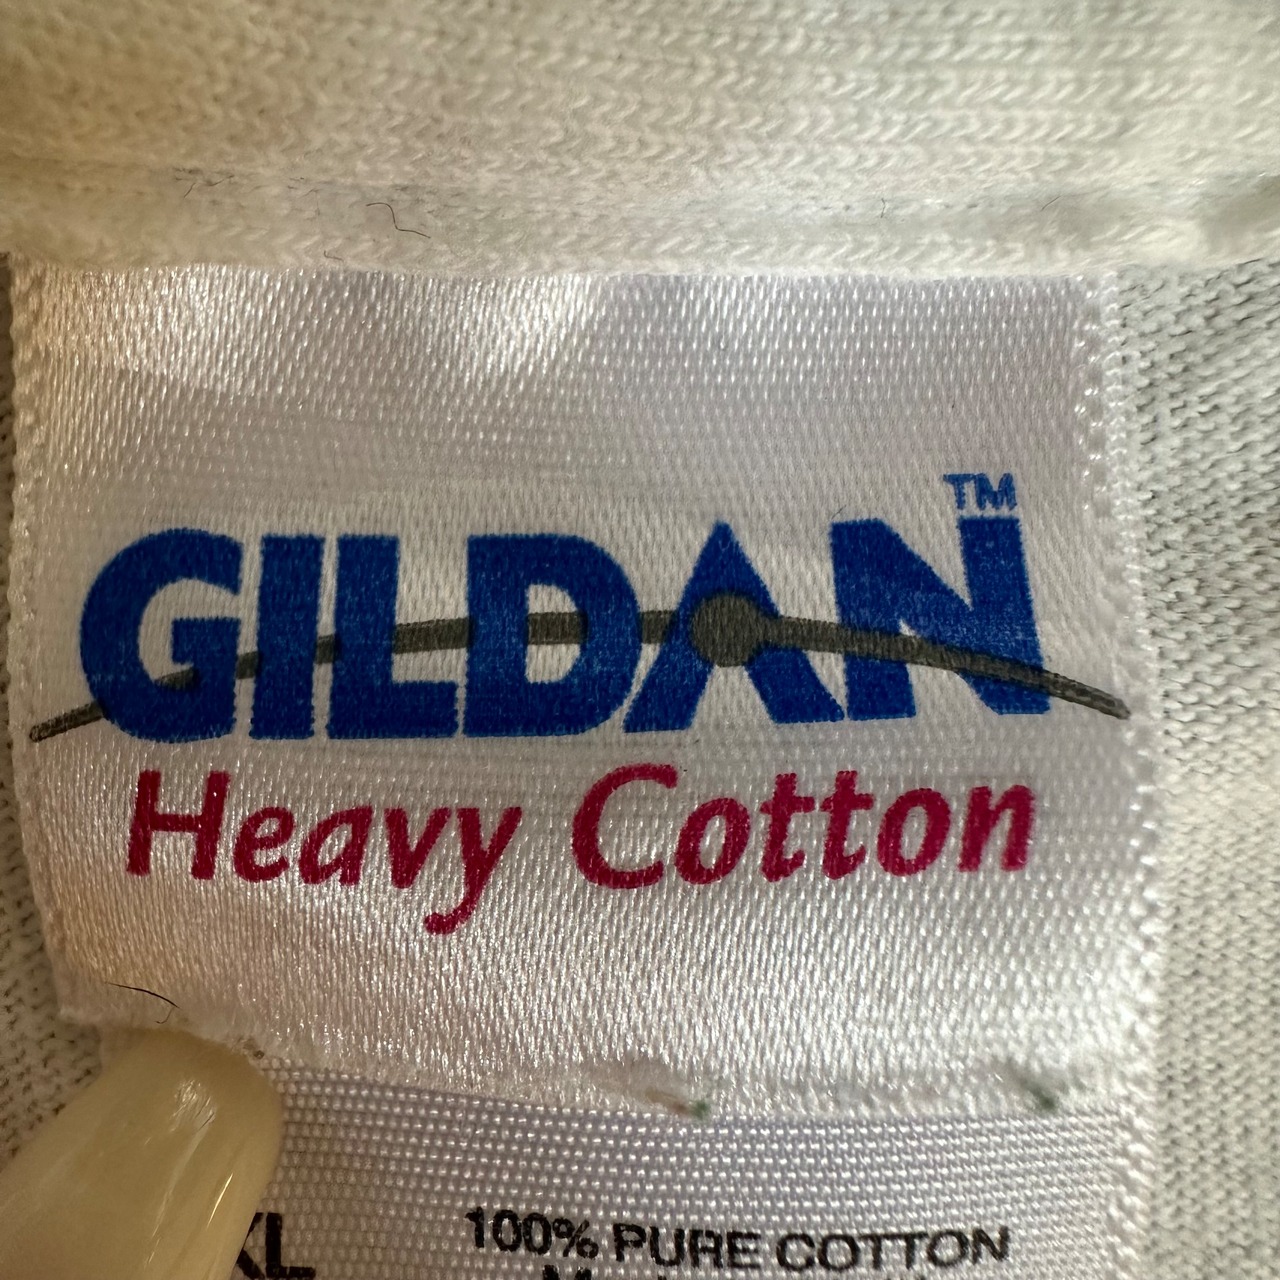 GILDAN™
Heavy Cotton
XL
100% PURE COTTON